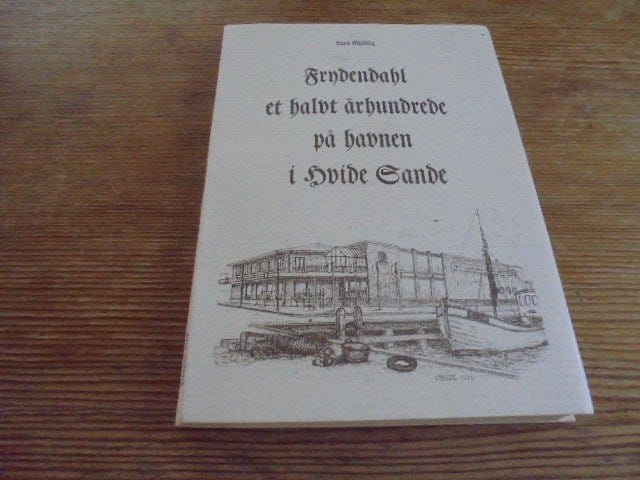 Frydendahl
et halvt århundrede
på havnen
i Hvide Sande